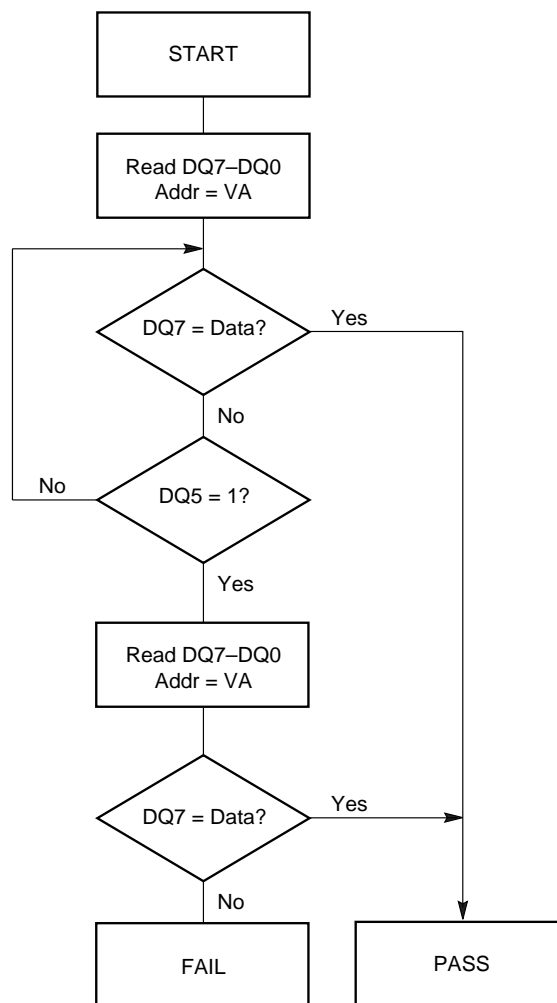 START
Read DQ7–DQ0
Addr = VA
DQ7 = Data?
Yes
No
No
DQ5 = 1?
Yes
Read DQ7–DQ0
Addr = VA
DQ7 = Data?
Yes
No
FAIL
PASS